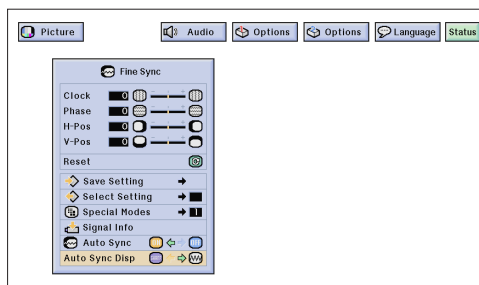 Picture Audio Options Options Language Status
Fine Sync
Clock 0
Phase 0
H-Pos 0
V-Pos 0
Reset
Save Setting
Select Setting
Special Modes 1
Signal Info
Auto Sync
Auto Sync Disp